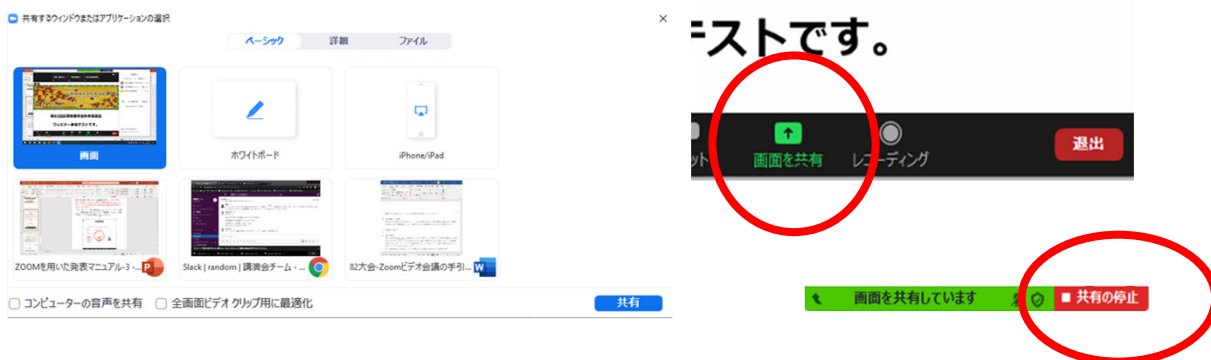 共有するウィンドウまたはアプリケーションの選択
ベーシック
詳細
ファイル
画面
ホワイトボード
iPhone/iPad
ZOOMを用いた発表マニュアル-3 -...
Slack | random | 講演会チーム - ...
82大会-Zoomビデオ会議の手引...
コンピューターの音声を共有
全画面ビデオ クリップ用に最適化
共有
テストです。
ット
画面を共有
レコーディング
退出
画面を共有しています
共有の停止